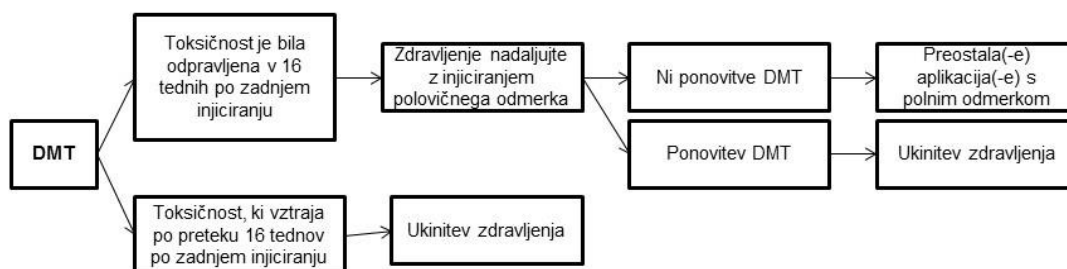 DMT
Toksičnost je bila
odpravljena v 16
tednih po zadnjem
injiciranju
Zdravljenje nadaljujte
z injiciranjem
polovičnega odmerka
Ni ponovitve DMT
Preostala(-e)
aplikacija(-e) s
polnim odmerkom
Ponovitev DMT
Ukinitev zdravljenja
Toksičnost, ki vztraja
po preteku 16 tednov
po zadnjem injiciranju
Ukinitev zdravljenja